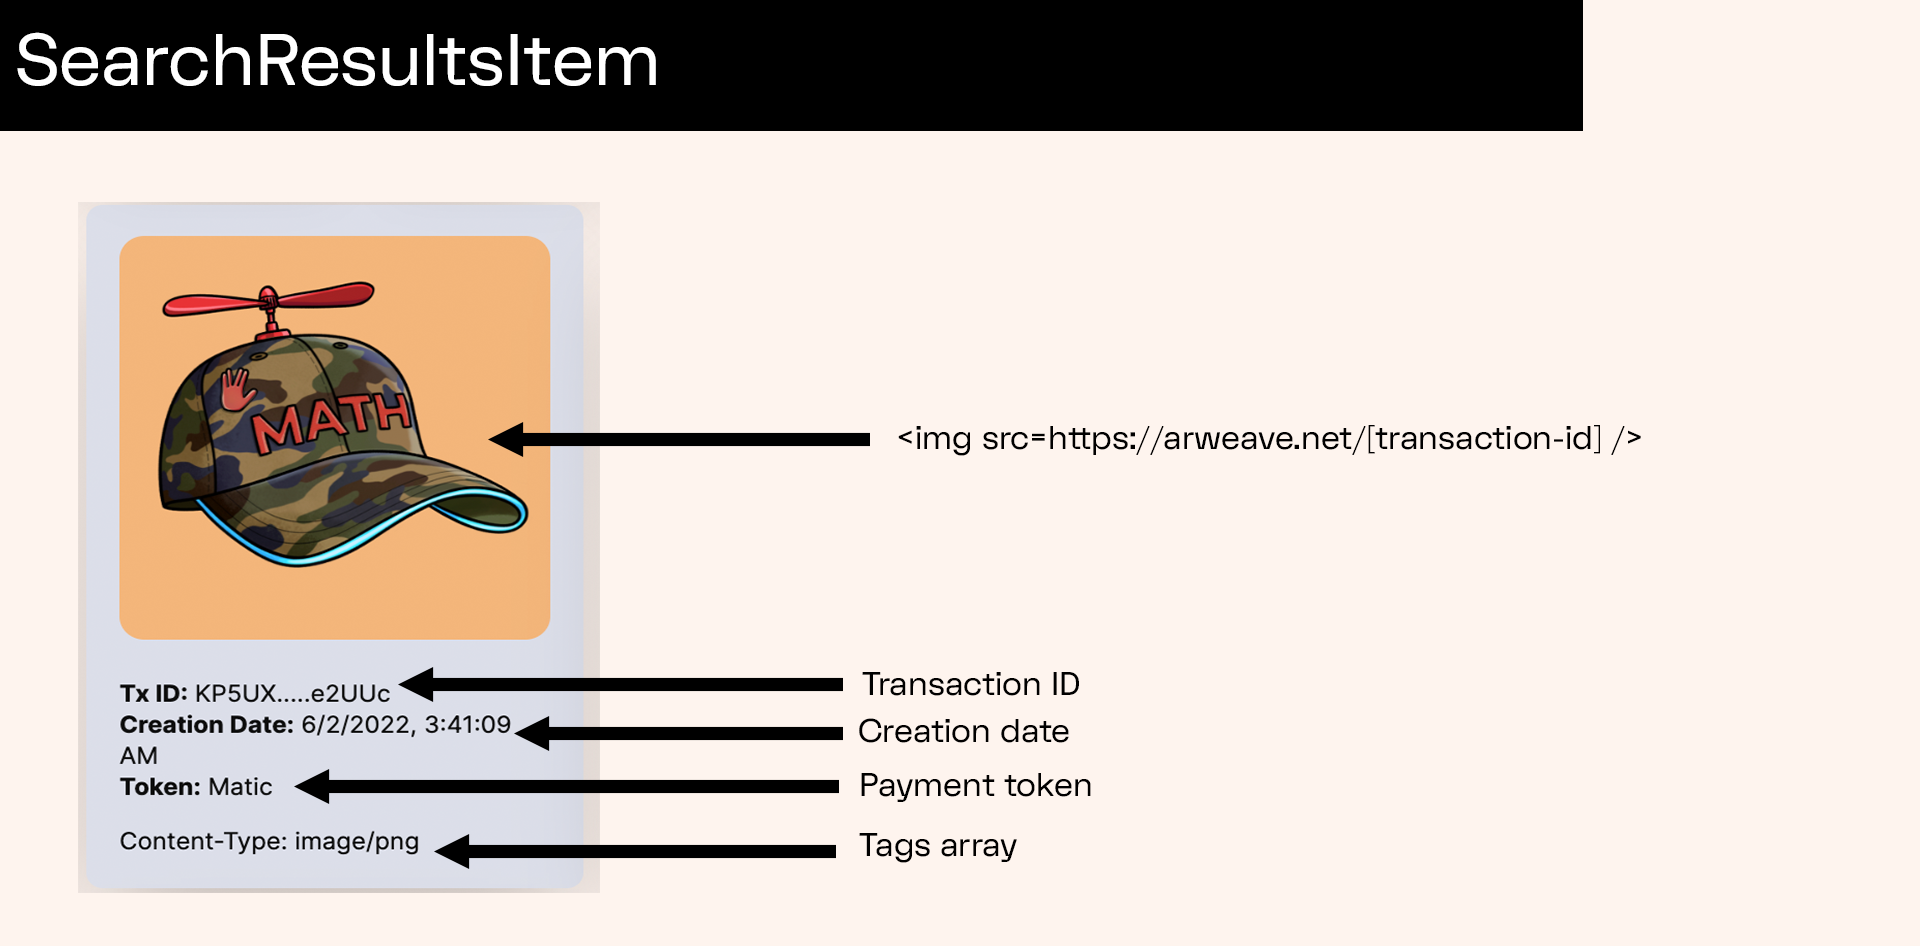 SearchResultsItem
MATH
<img src=https://arweave.net/[transaction-id] />
Tx ID: KP5UX.....e2UUc
Transaction ID
Creation Date: 6/2/2022, 3:41:09
AM
Creation date
Token: Matic
Payment token
Content-Type: image/png
Tags array